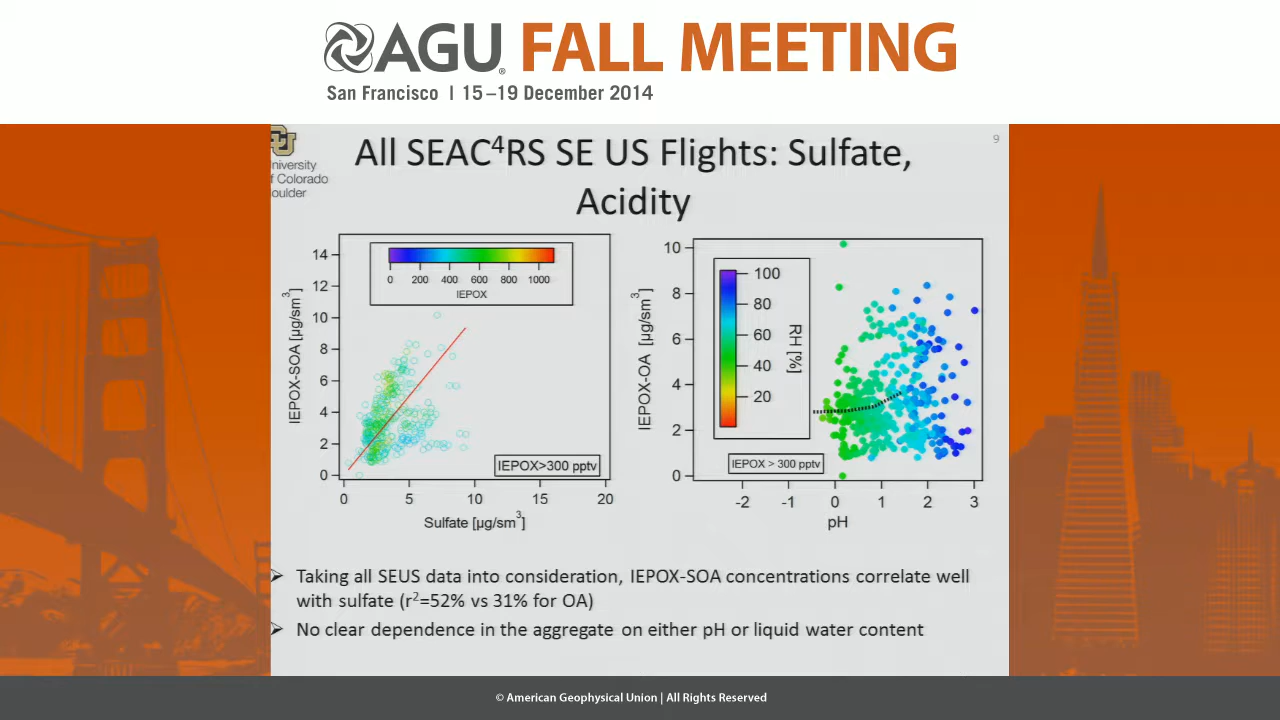 AGU FALL MEETING
San Francisco | 15–19 December 2014
CU
niversity
f Colorado
oulder
9
All SEAC⁴RS SE US Flights: Sulfate,
Acidity
IEPOX-SOA [µg/sm³]
14
12
10
8
6
4
2
0
0 200 400 600 800 1000
IEPOX
IEPOX>300 pptv
0 5 10 15 20
Sulfate [µg/sm³]
IEPOX-OA [µg/sm³]
10
8
6
4
2
0
100
80
60
40
20
RH [%]
IEPOX > 300 pptv
-2 -1 0 1 2 3
pH
➢ Taking all SEUS data into consideration, IEPOX-SOA concentrations correlate well
with sulfate (r²=52% vs 31% for OA)
➢ No clear dependence in the aggregate on either pH or liquid water content
© American Geophysical Union | All Rights Reserved